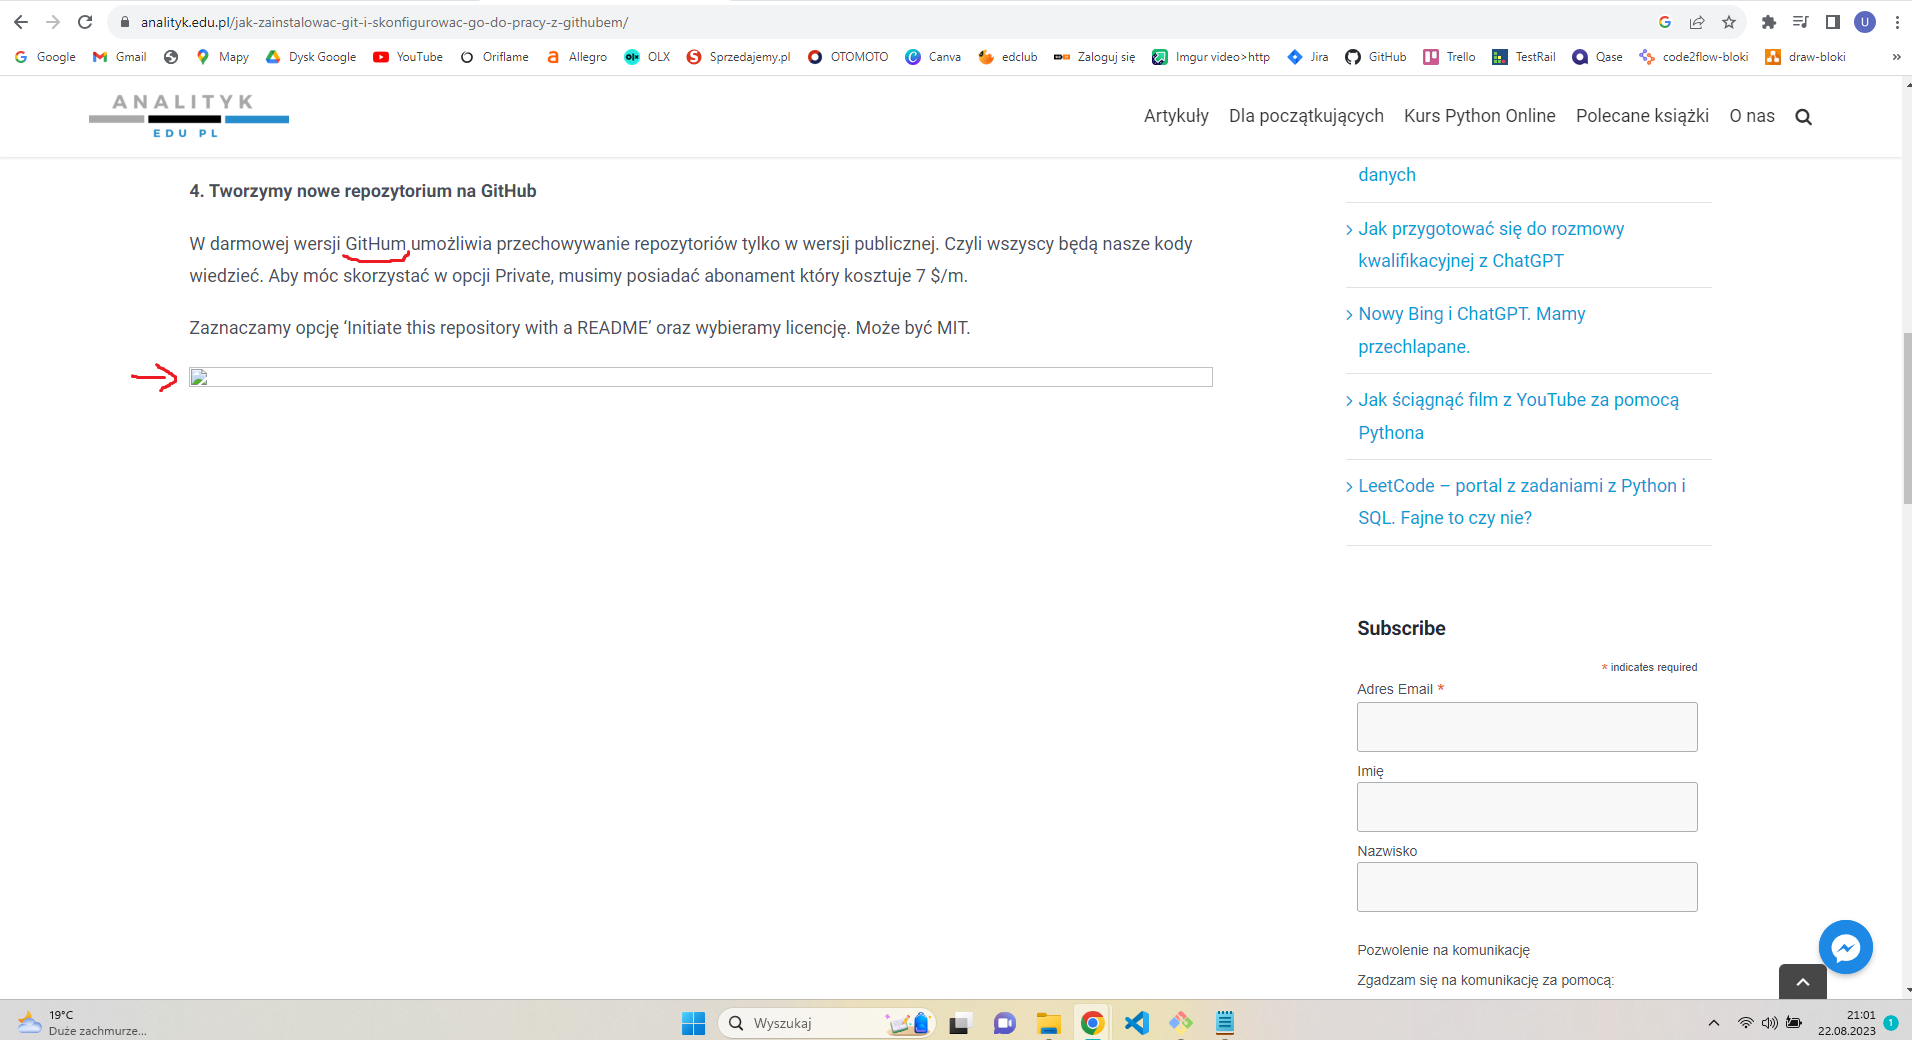 analityk.edu.pl/jak-zainstalowac-git-i-skonfigurowac-go-do-pracy-z-githubem/
U
Google Gmail Mapy Dysk Google YouTube Oriflame Allegro OLX Sprzedajemy.pl OTOMOTO Canva edclub Zaloguj się Imgur video>http Jira GitHub Trello TestRail Qase code2flow-bloki draw-bloki »
ANALITYK
EDU PL
Artykuły Dla początkujących Kurs Python Online Polecane książki O nas
4. Tworzymy nowe repozytorium na GitHub
W darmowej wersji GitHum umożliwia przechowywanie repozytoriów tylko w wersji publicznej. Czyli wszyscy będą nasze kody
wiedzieć. Aby móc skorzystać w opcji Private, musimy posiadać abonament który kosztuje 7 $/m.
Zaznaczamy opcję ‘Initiate this repository with a README’ oraz wybieramy licencję. Może być MIT.
danych
Jak przygotować się do rozmowy
kwalifikacyjnej z ChatGPT
Nowy Bing i ChatGPT. Mamy
przechlapane.
Jak ściągnąć film z YouTube za pomocą
Pythona
LeetCode – portal z zadaniami z Python i
SQL. Fajne to czy nie?
Subscribe
* indicates required
Adres Email *
Imię
Nazwisko
Pozwolenie na komunikację
Zgadzam się na komunikację za pomocą:
19°C
Duże zachmurze...
Wyszukaj
21:01
22.08.2023
1